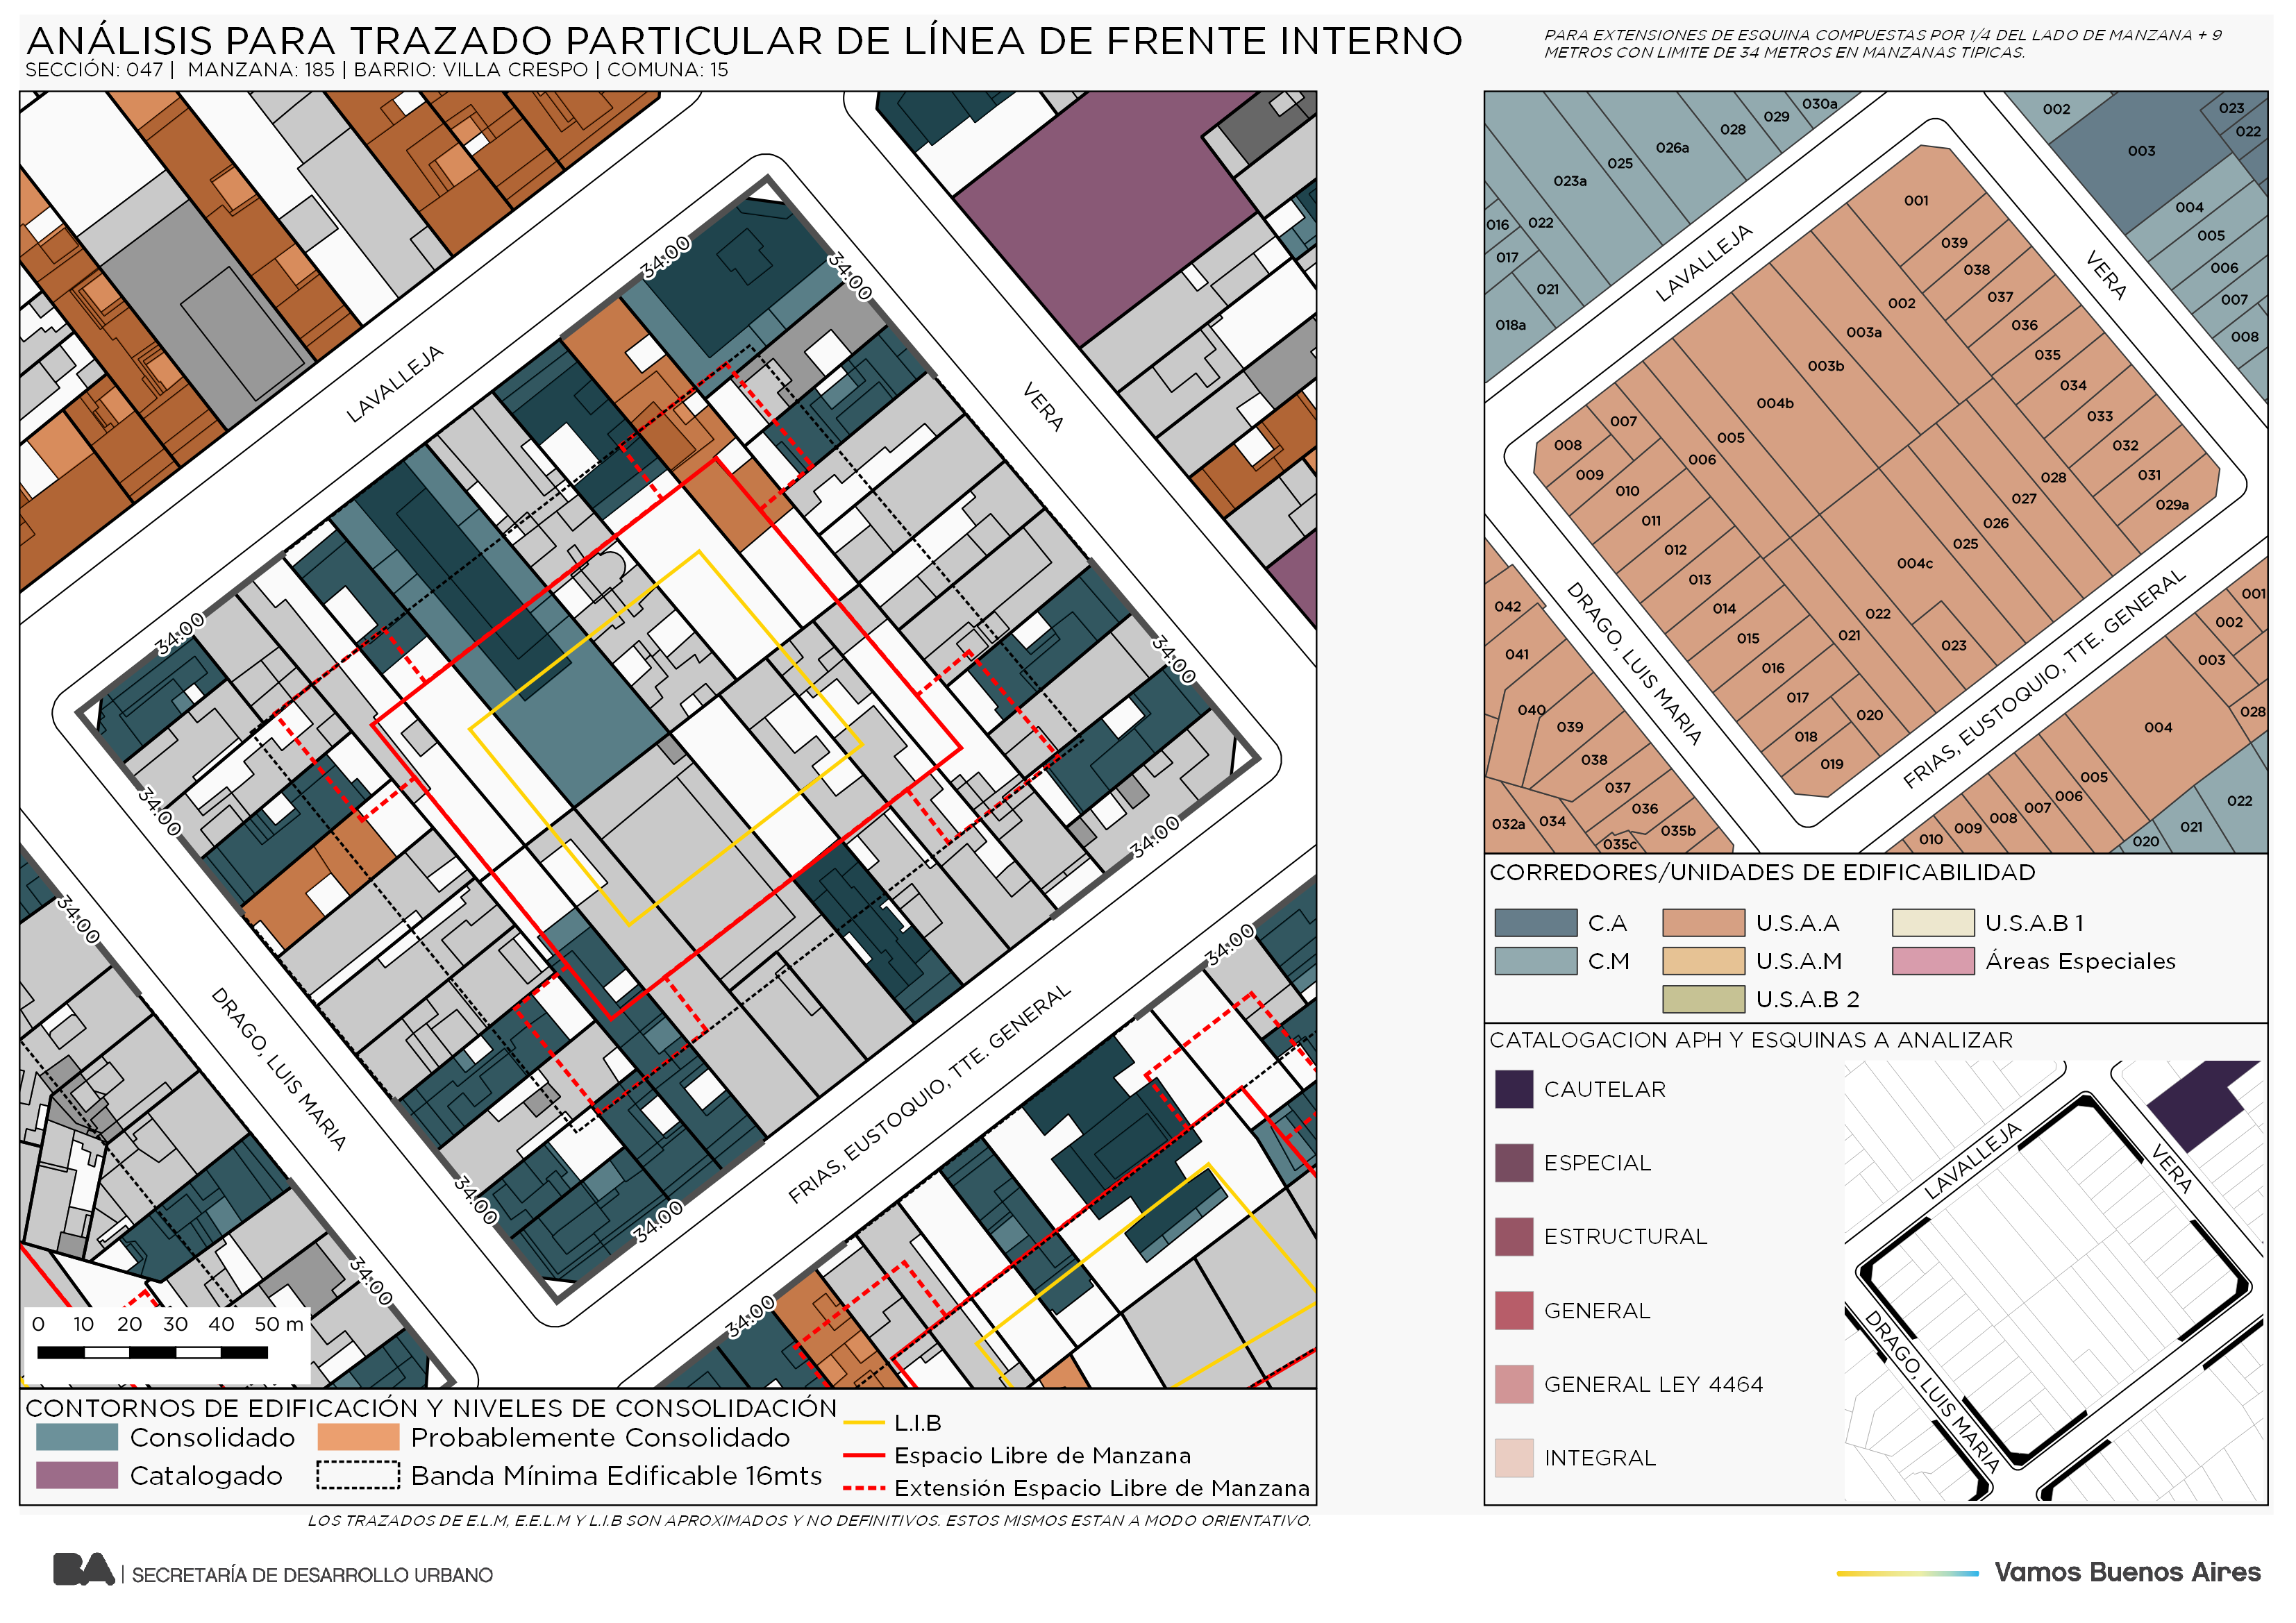 ANÁLISIS PARA TRAZADO PARTICULAR DE LÍNEA DE FRENTE INTERNO
SECCIÓN: 047 | MANZANA: 185 | BARRIO: VILLA CRESPO | COMUNA: 15
PARA EXTENSIONES DE ESQUINA COMPUESTAS POR 1/4 DEL LADO DE MANZANA + 9
METROS CON LIMITE DE 34 METROS EN MANZANAS TIPICAS.
34:00
34:00
LAVALLEJA
VERA
34:00
34:00
34:00
34:00
34:00
34:00
DRAGO, LUIS MARIA
FRIAS, EUSTOQUIO, TTE. GENERAL
34:00
34:00
34:00
34:00
0 10 20 30 40 50 m
CONTORNOS DE EDIFICACIÓN Y NIVELES DE CONSOLIDACIÓN
Consolidado
Probablemente Consolidado
Catalogado
Banda Mínima Edificable 16mts
L.I.B
Espacio Libre de Manzana
Extensión Espacio Libre de Manzana
LOS TRAZADOS DE E.L.M, E.E.L.M Y L.I.B SON APROXIMADOS Y NO DEFINITIVOS. ESTOS MISMOS ESTAN A MODO ORIENTATIVO.
030a
029
028
026a
025
023a
022
016
017
021
018a
002
023
022
003
004
005
006
007
008
LAVALLEJA
VERA
001
039
038
037
002
036
003a
035
003b
034
004b
033
007
005
032
008
006
031
009
028
029a
010
027
011
026
012
025
013
004c
014
022
015
021
023
016
017
020
018
019
DRAGO, LUIS MARIA
FRIAS, EUSTOQUIO, TTE. GENERAL
042
041
040
039
038
037
036
035b
035c
034
032a
001
002
003
028
004
005
006
007
008
009
010
022
021
020
CORREDORES/UNIDADES DE EDIFICABILIDAD
C.A
U.S.A.A
U.S.A.B 1
C.M
U.S.A.M
Áreas Especiales
U.S.A.B 2
CATALOGACION APH Y ESQUINAS A ANALIZAR
CAUTELAR
ESPECIAL
ESTRUCTURAL
GENERAL
GENERAL LEY 4464
INTEGRAL
LAVALLEJA
VERA
DRAGO, LUIS MARIA
BA | SECRETARÍA DE DESARROLLO URBANO
Vamos Buenos Aires